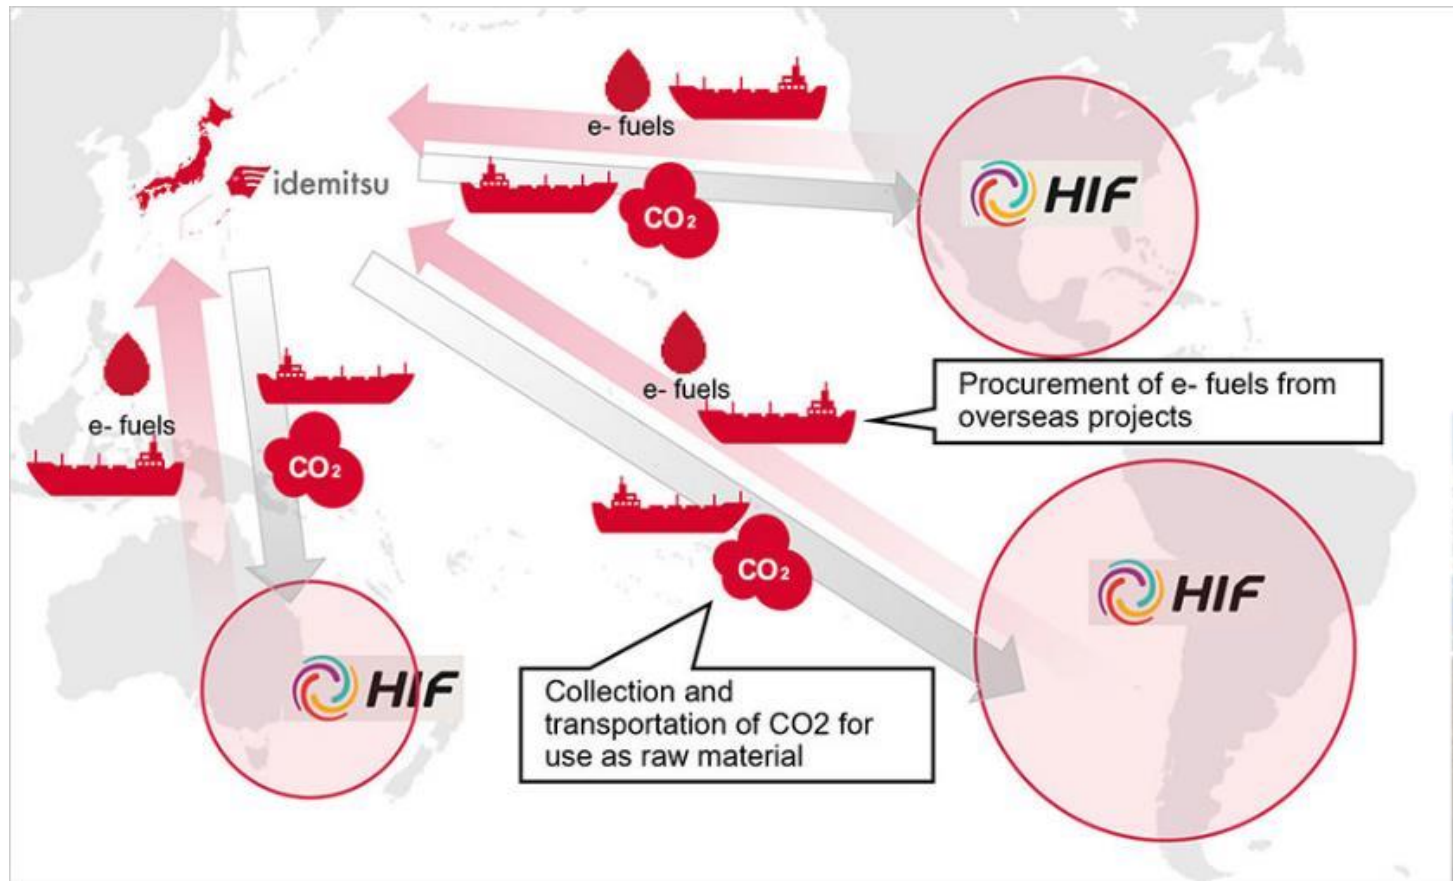 e- fuels
idemitsu
CO2
HIF
e- fuels
Procurement of e- fuels from
overseas projects
e- fuels
CO2
CO2
HIF
HIF
Collection and
transportation of CO2 for
use as raw material